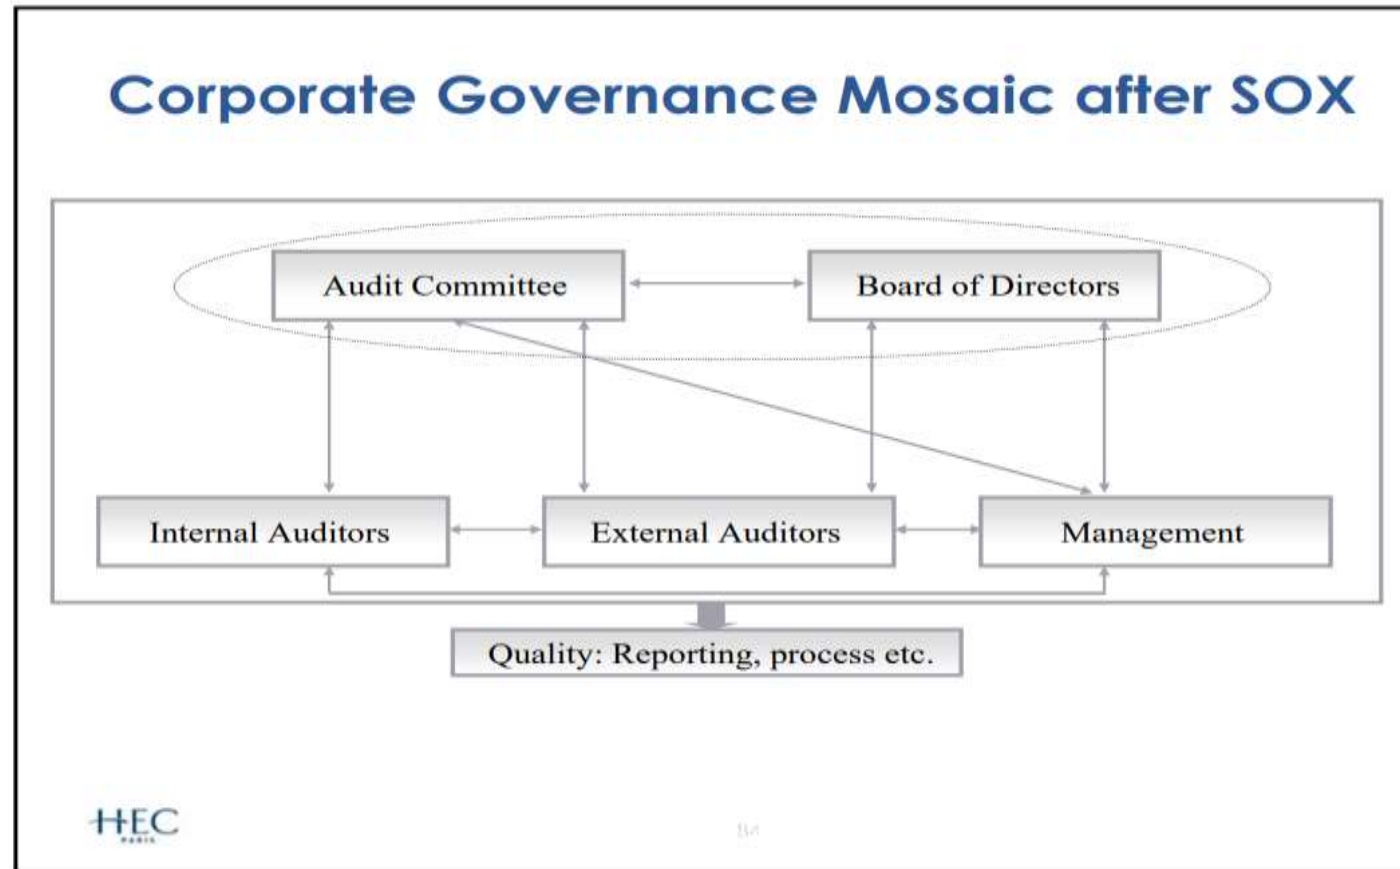 Corporate Governance Mosaic after SOX
Audit Committee
Board of Directors
Internal Auditors
External Auditors
Management
Quality: Reporting, process etc.
HEC
PARIS